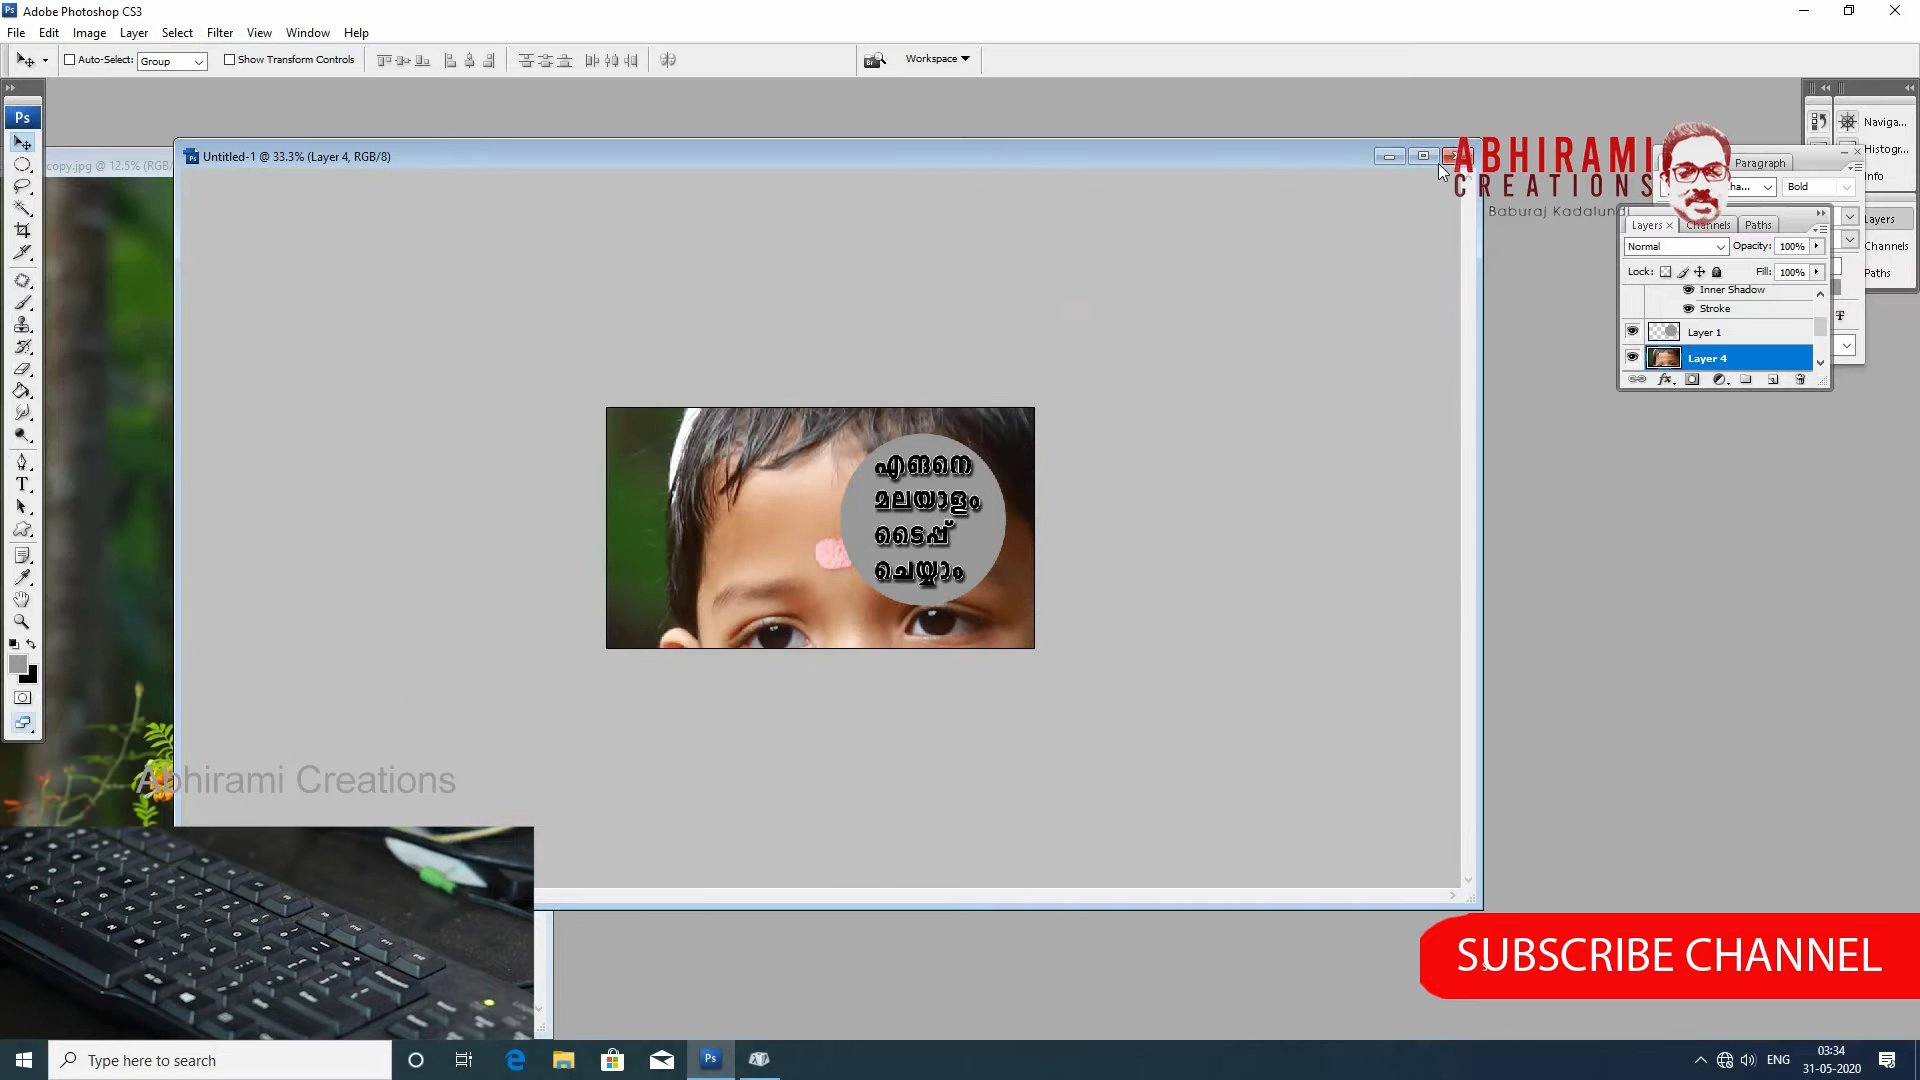 Adobe Photoshop CS3
File Edit Image Layer Select Filter View Window Help
Auto-Select: Group Show Transform Controls Workspace
copy.jpg @ 12.5% (RGB/
Untitled-1 @ 33.3% (Layer 4, RGB/8)
ABHIRAMI
CREATIONS
Baburaj Kadalundi
Naviga...
Histogr...
Info
Layers
Channels
Paths
Paragraph
Bold
Layers Channels Paths
Normal Opacity: 100%
Lock: Fill: 100%
Inner Shadow
Stroke
Layer 1
Layer 4
എങനെ
മലയാളം
ടൈപ്പ്
ചെയ്യാം
Abhirami Creations
SUBSCRIBE CHANNEL
Type here to search
ENG
03:34
31-05-2020